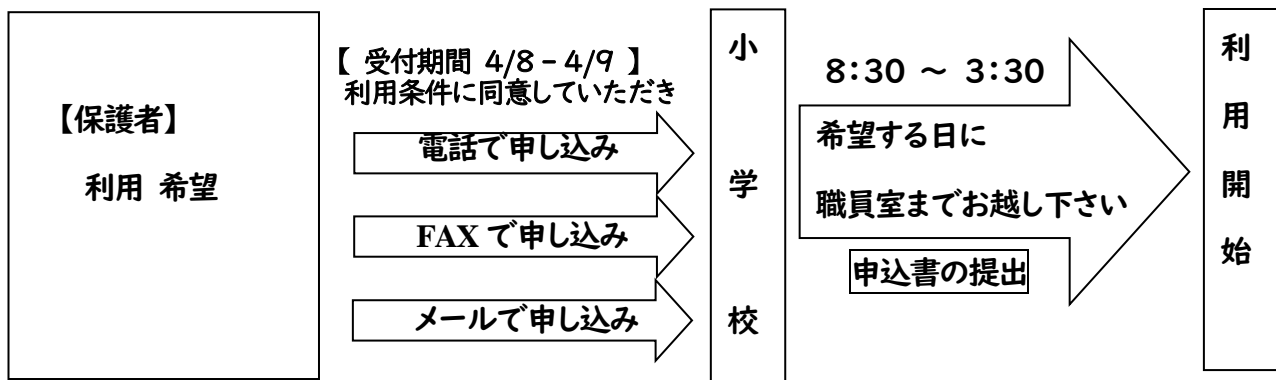 【保護者】
利用 希望
【 受付期間 4/8-4/9 】
利用条件に同意していただき
電話で申し込み
FAX で申し込み
メールで申し込み
小学校
8:30 ~ 3:30
希望する日に
職員室までお越し下さい
申込書の提出
利用開始